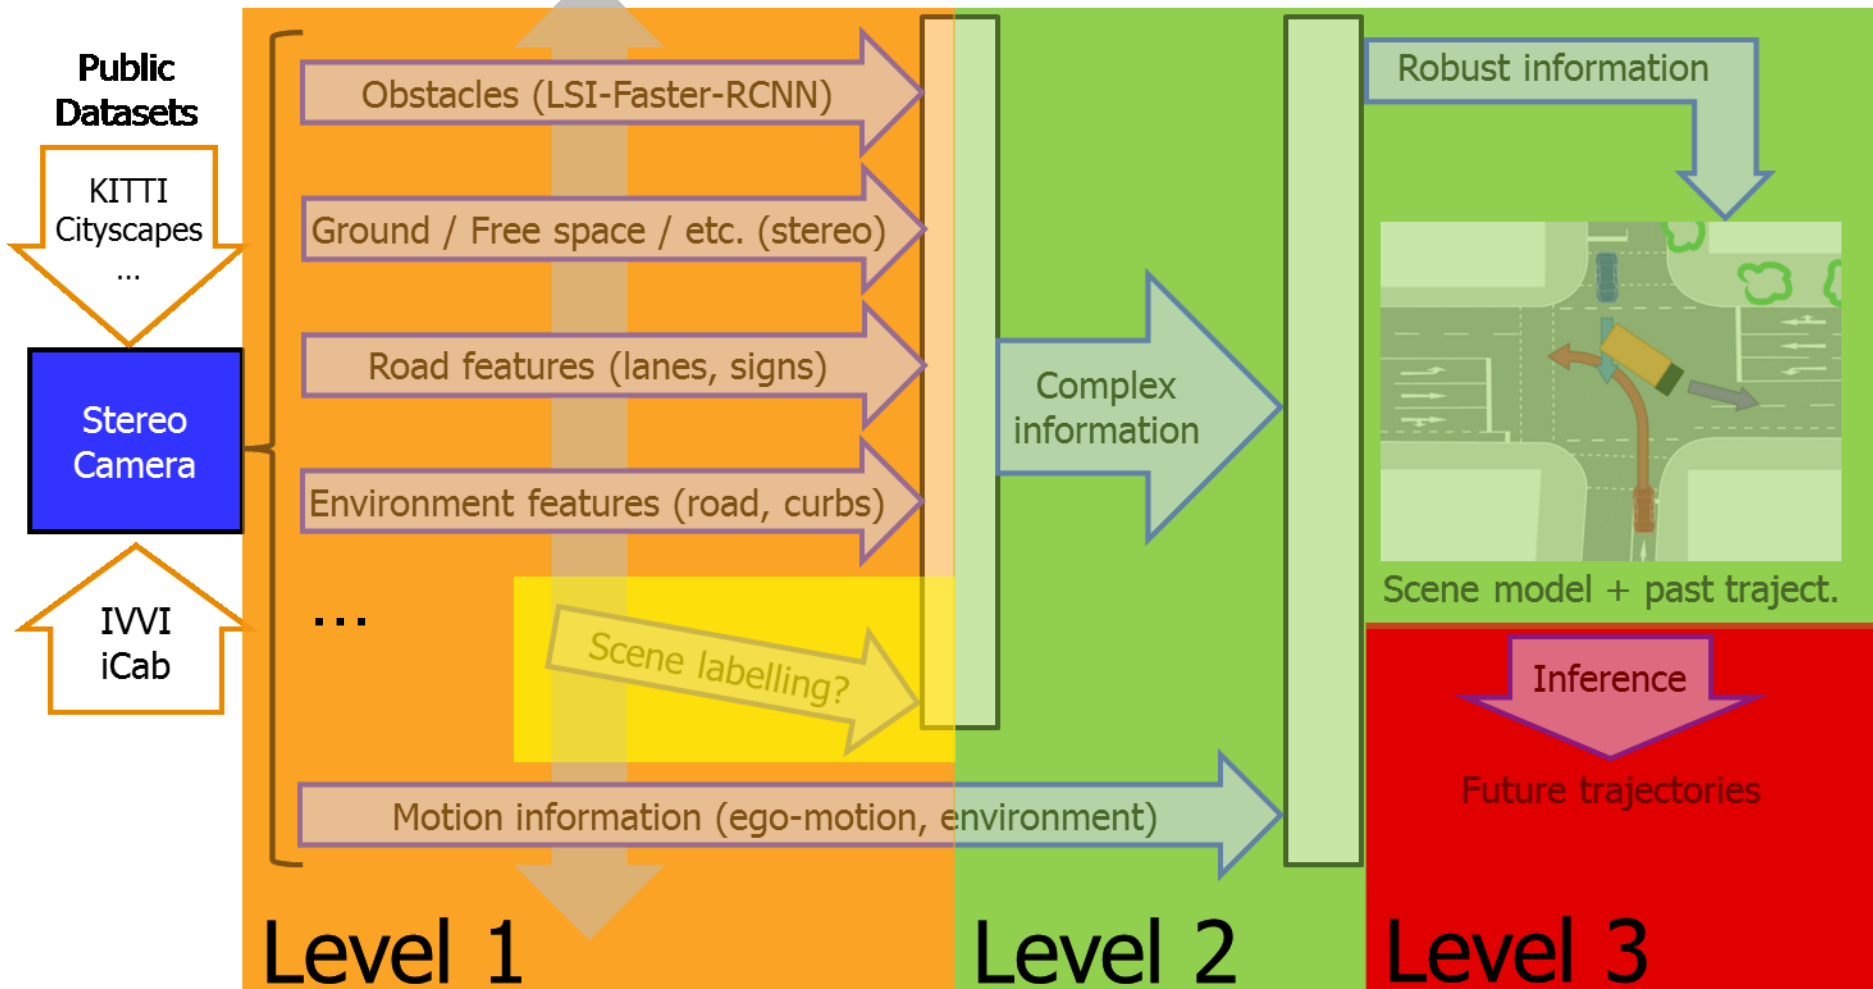 Public
Datasets
KITTI
Cityscapes
...
Stereo
Camera
IVVI
iCab
Obstacles (LSI-Faster-RCNN)
Ground / Free space / etc. (stereo)
Road features (lanes, signs)
Environment features (road, curbs)
...
Scene labelling?
Motion information (ego-motion, environment)
Level 1
Complex
information
Level 2
Robust information
Scene model + past traject.
Inference
Future trajectories
Level 3